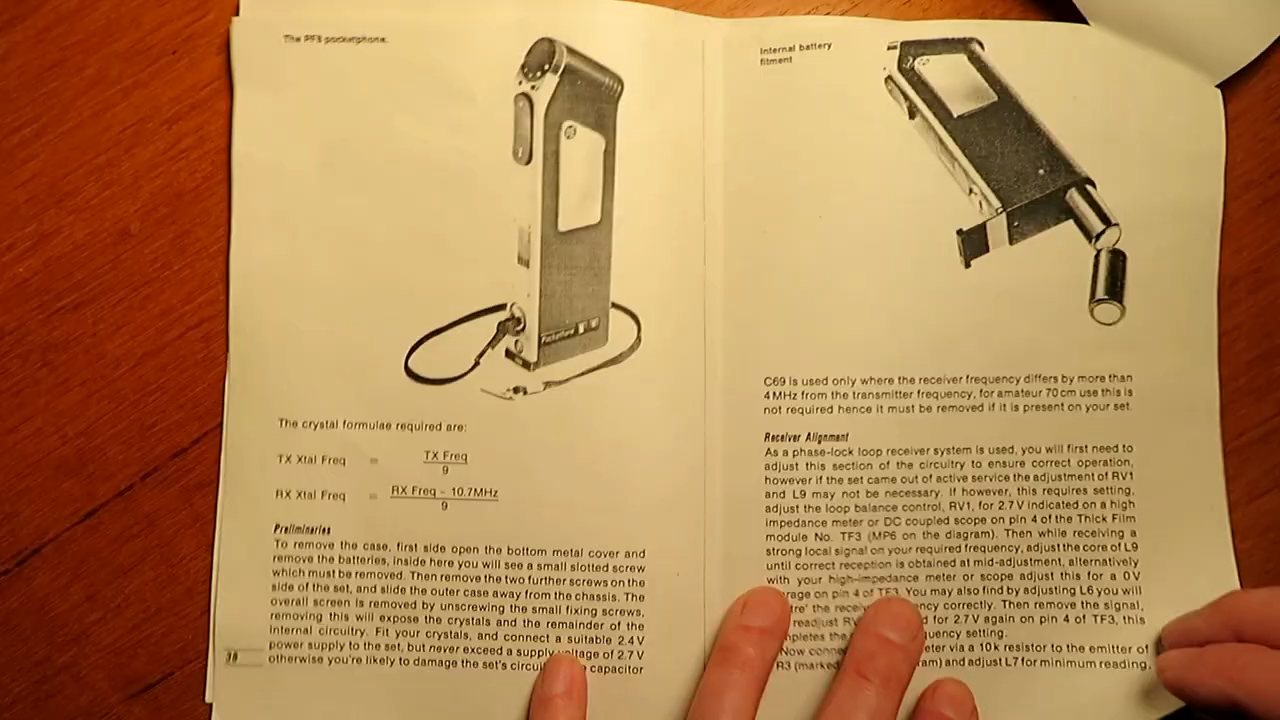 The PF8 pocketphone.
The crystal formulae required are:
TX Xtal Freq = TX Freq
9
RX Xtal Freq = RX Freq – 10.7MHz
9
Preliminaries
To remove the case, first side open the bottom metal cover and
remove the batteries, inside here you will see a small slotted screw
which must be removed. Then remove the two further screws on the
side of the set, and slide the outer case away from the chassis. The
overall screen is removed by unscrewing the small fixing screws,
removing this will expose the crystals and the remainder of the
internal circuitry. Fit your crystals, and connect a suitable 2.4 V
power supply to the set, but never exceed a supply voltage of 2.7 V
otherwise you're likely to damage the set's capacitor
38
Internal battery
fitment
C69 is used only where the receiver frequency differs by more than
4 MHz from the transmitter frequency, for amateur 70 cm use this is
not required hence it must be removed if it is present on your set.
Receiver Alignment
As a phase-lock loop receiver system is used, you will first need to
adjust this section of the circuitry to ensure correct operation,
however if the set came out of active service the adjustment of RV1
and L9 may not be necessary. If however, this requires setting,
adjust the loop balance control, RV1, for 2.7 V indicated on a high
impedance meter or DC coupled scope on pin 4 of the Thick Film
module No. TF3 (MP6 on the diagram). Then while receiving a
strong local signal on your required frequency, adjust the core of L9
until correct reception is obtained at mid-adjustment, alternatively
with your high-impedance meter or scope adjust this for a 0V
on pin 4 of TF3. You may also find by adjusting L6 you will
the correctly. Then remove the signal,
readjust for 2.7 V again on pin 4 of TF3, this
the setting.
Now via a 10k resistor to the emitter of
and adjust L7 for minimum reading,